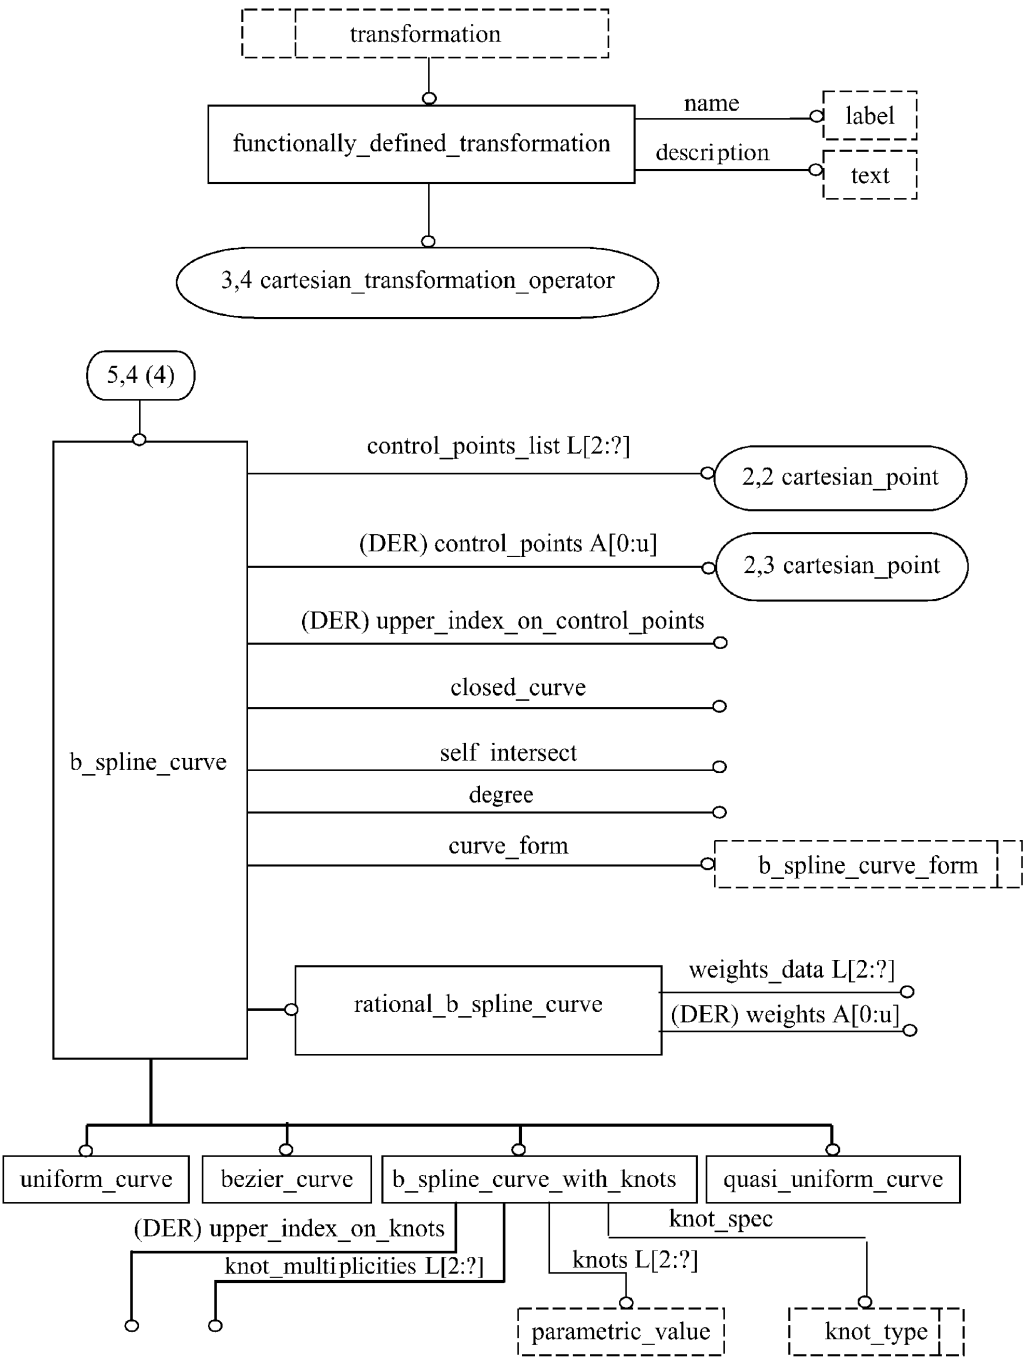 transformation
functionally_defined_transformation
name
label
description
text
3,4 cartesian_transformation_operator
5,4 (4)
control_points_list L[2:?]
2,2 cartesian_point
(DER) control_points A[0:u]
2,3 cartesian_point
(DER) upper_index_on_control_points
closed_curve
self intersect
b_spline_curve
degree
curve_form
b_spline_curve_form
rational_b_spline_curve
weights_data L[2:?]
(DER) weights A[0:u]
uniform_curve
bezier_curve
b_spline_curve_with_knots
quasi_uniform_curve
(DER) upper_index_on_knots
knot_spec
knot_multiplicities L[2:?]
knots L[2:?]
parametric_value
knot_type